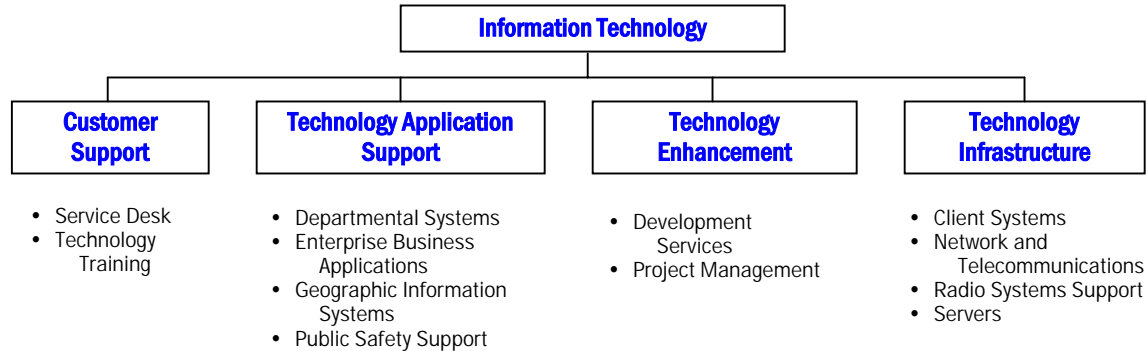 Information Technology
Customer
Support
• Service Desk
• Technology
Training
Technology Application
Support
• Departmental Systems
• Enterprise Business
Applications
• Geographic Information
Systems
• Public Safety Support
Technology
Enhancement
• Development
Services
• Project Management
Technology
Infrastructure
• Client Systems
• Network and
Telecommunications
• Radio Systems Support
• Servers